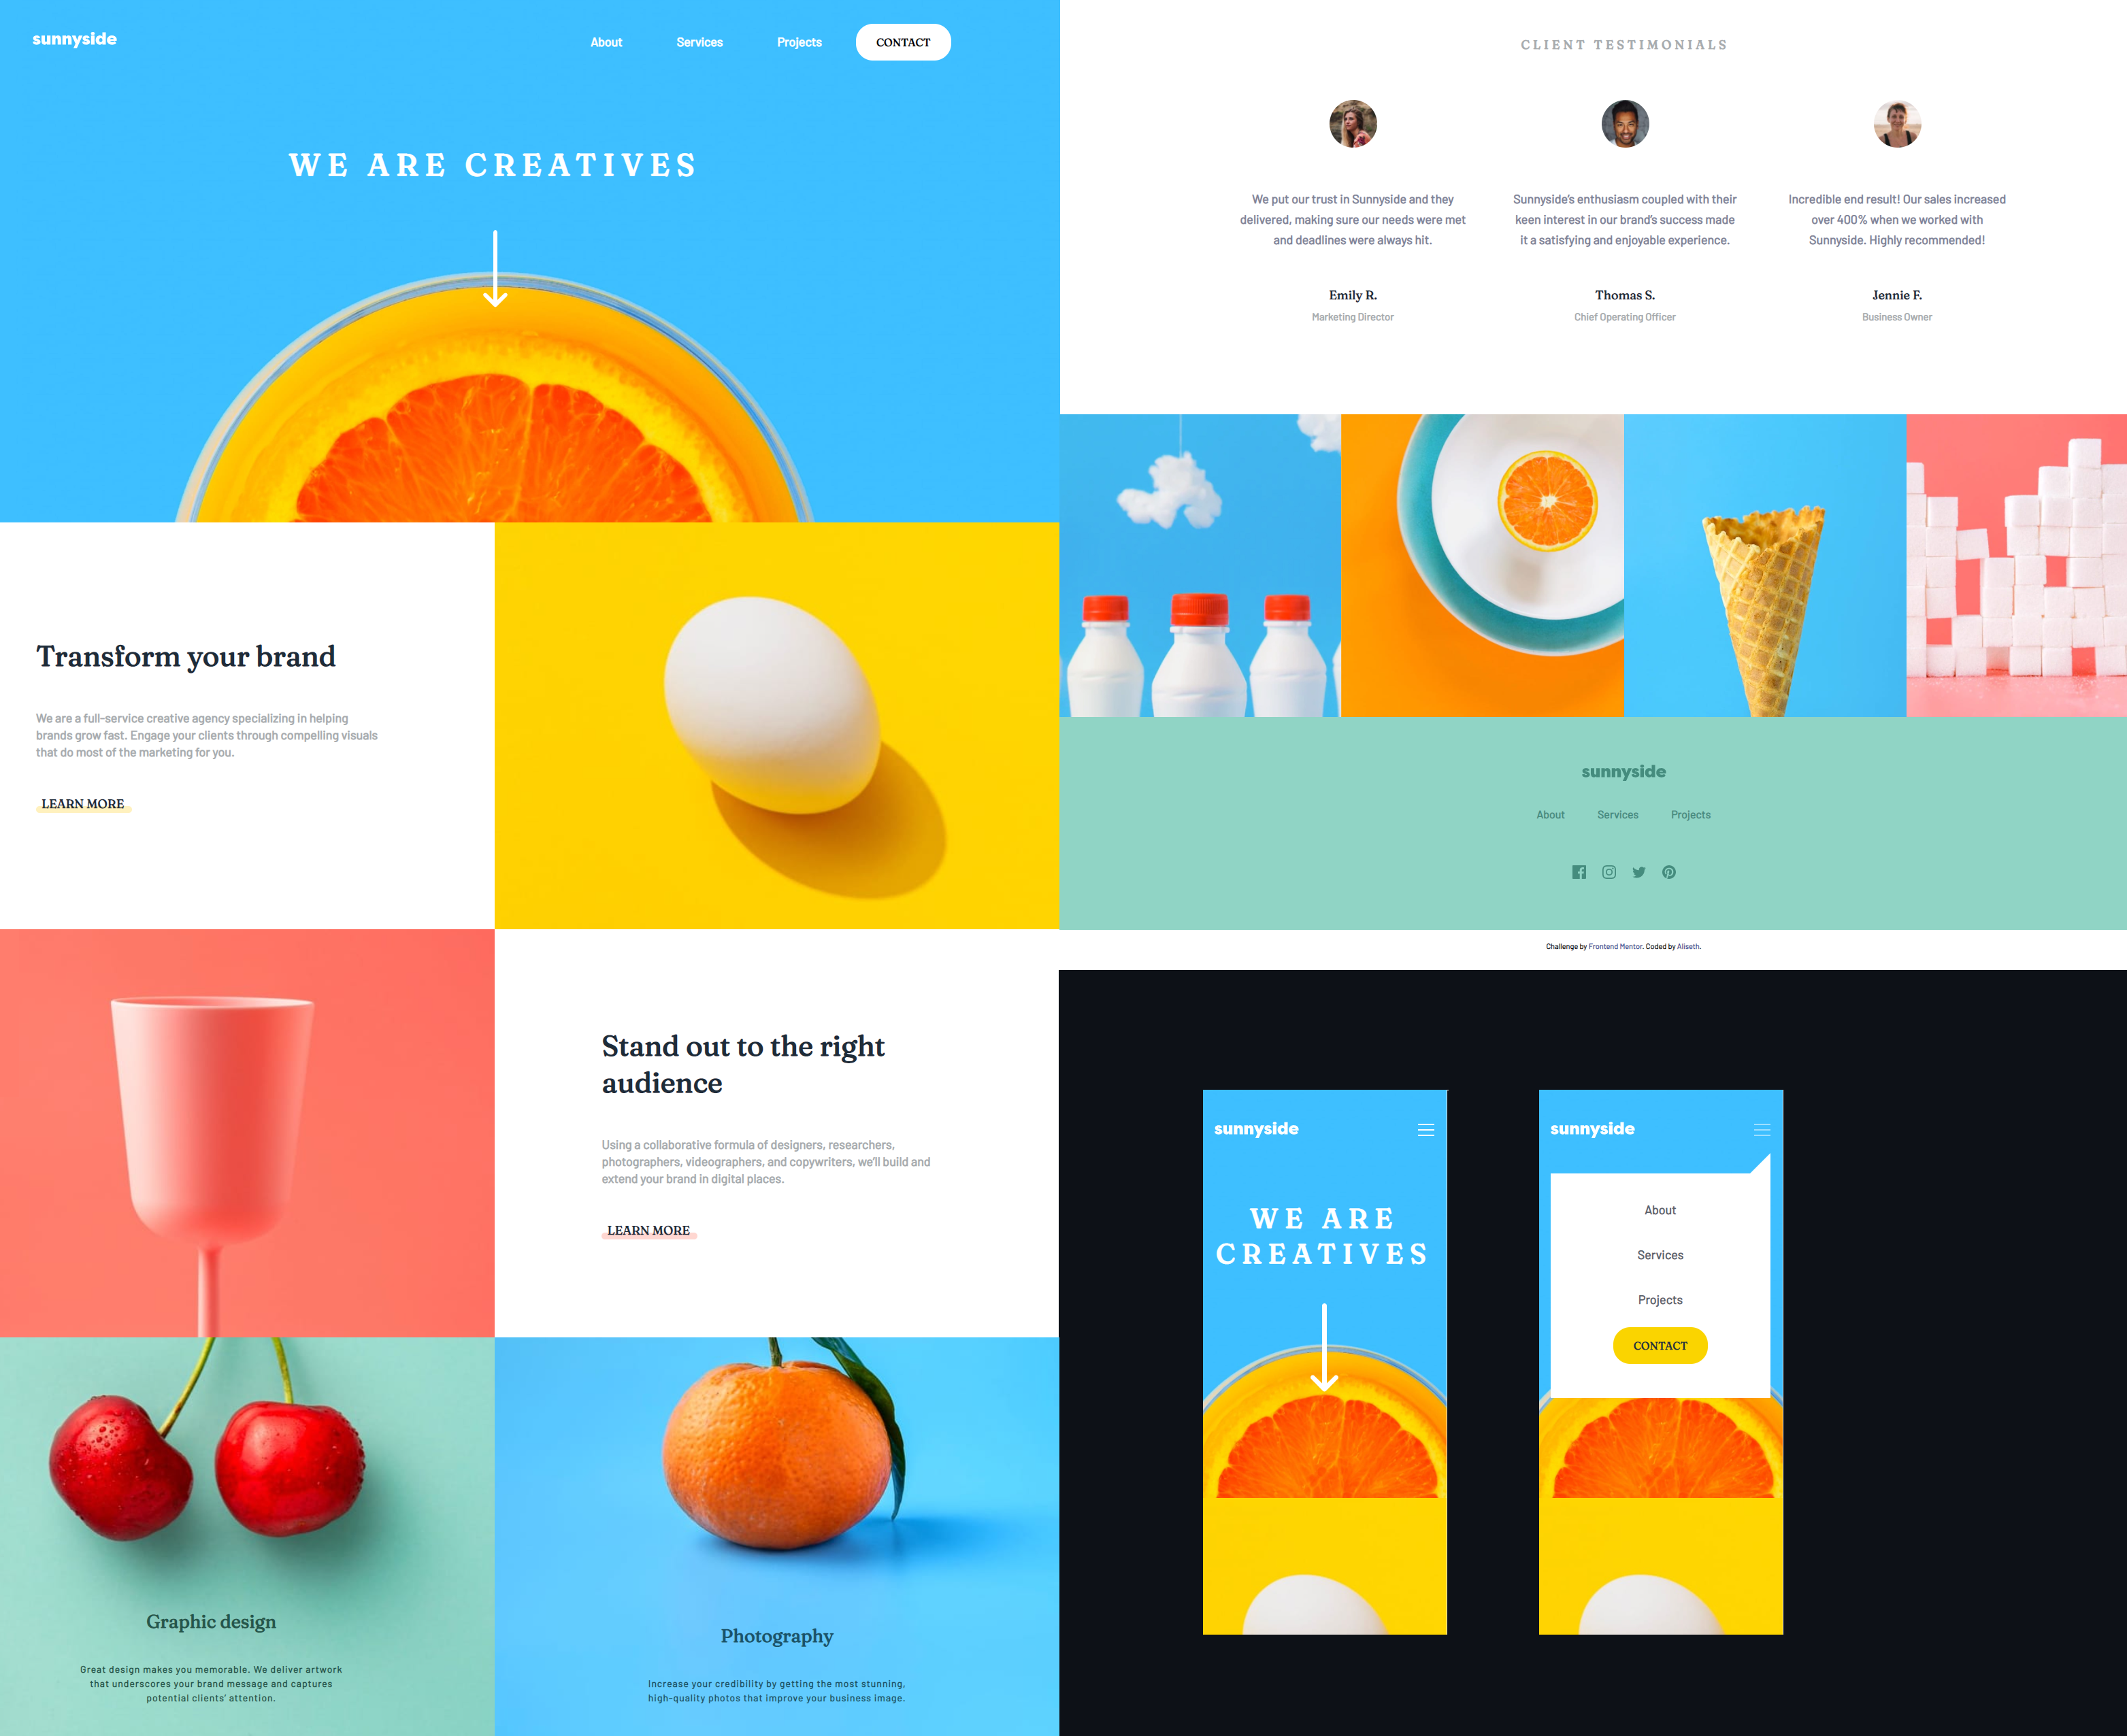 sunnyside
About
Services
Projects
CONTACT
WE ARE CREATIVES
Transform your brand
We are a full-service creative agency specializing in helping
brands grow fast. Engage your clients through compelling visuals
that do most of the marketing for you.
LEARN MORE
Stand out to the right
audience
Using a collaborative formula of designers, researchers,
photographers, videographers, and copywriters, we'll build and
extend your brand in digital places.
LEARN MORE
Graphic design
Great design makes you memorable. We deliver artwork
that underscores your brand message and captures
potential clients' attention.
Photography
Increase your credibility by getting the most stunning,
high-quality photos that improve your business image.
CLIENT TESTIMONIALS
We put our trust in Sunnyside and they
delivered, making sure our needs were met
and deadlines were always hit.
Emily R.
Marketing Director
Sunnyside's enthusiasm coupled with their
keen interest in our brand's success made
it a satisfying and enjoyable experience.
Thomas S.
Chief Operating Officer
Incredible end result! Our sales increased
over 400% when we worked with
Sunnyside. Highly recommended!
Jennie F.
Business Owner
sunnyside
About
Services
Projects
Challenge by Frontend Mentor. Coded by Aliseth.
sunnyside
WE ARE
CREATIVES
sunnyside
About
Services
Projects
CONTACT